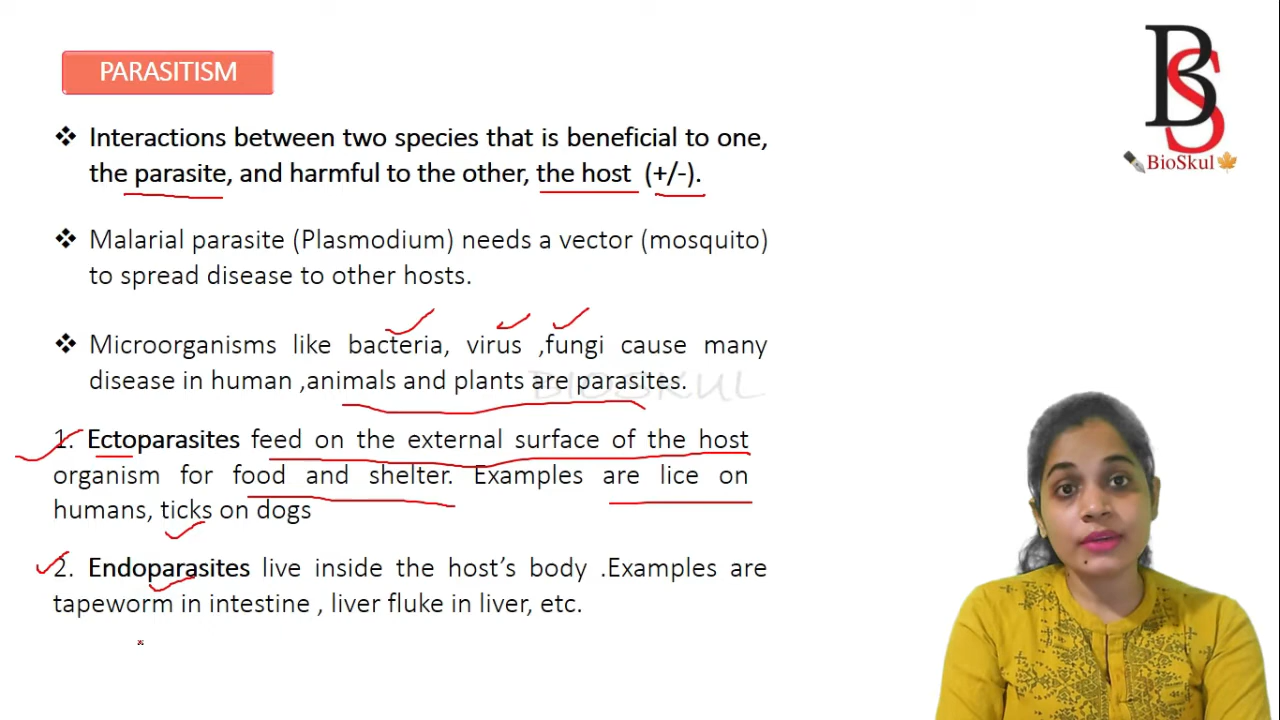 PARASITISM
BS
BioSkul
❖ Interactions between two species that is beneficial to one,
the parasite, and harmful to the other, the host (+/-).
❖ Malarial parasite (Plasmodium) needs a vector (mosquito)
to spread disease to other hosts.
❖ Microorganisms like bacteria, virus ,fungi cause many
disease in human ,animals and plants are parasites.
BIOSKUL
1. Ectoparasites feed on the external surface of the host
organism for food and shelter. Examples are lice on
humans, ticks on dogs
2. Endoparasites live inside the host’s body .Examples are
tapeworm in intestine , liver fluke in liver, etc.